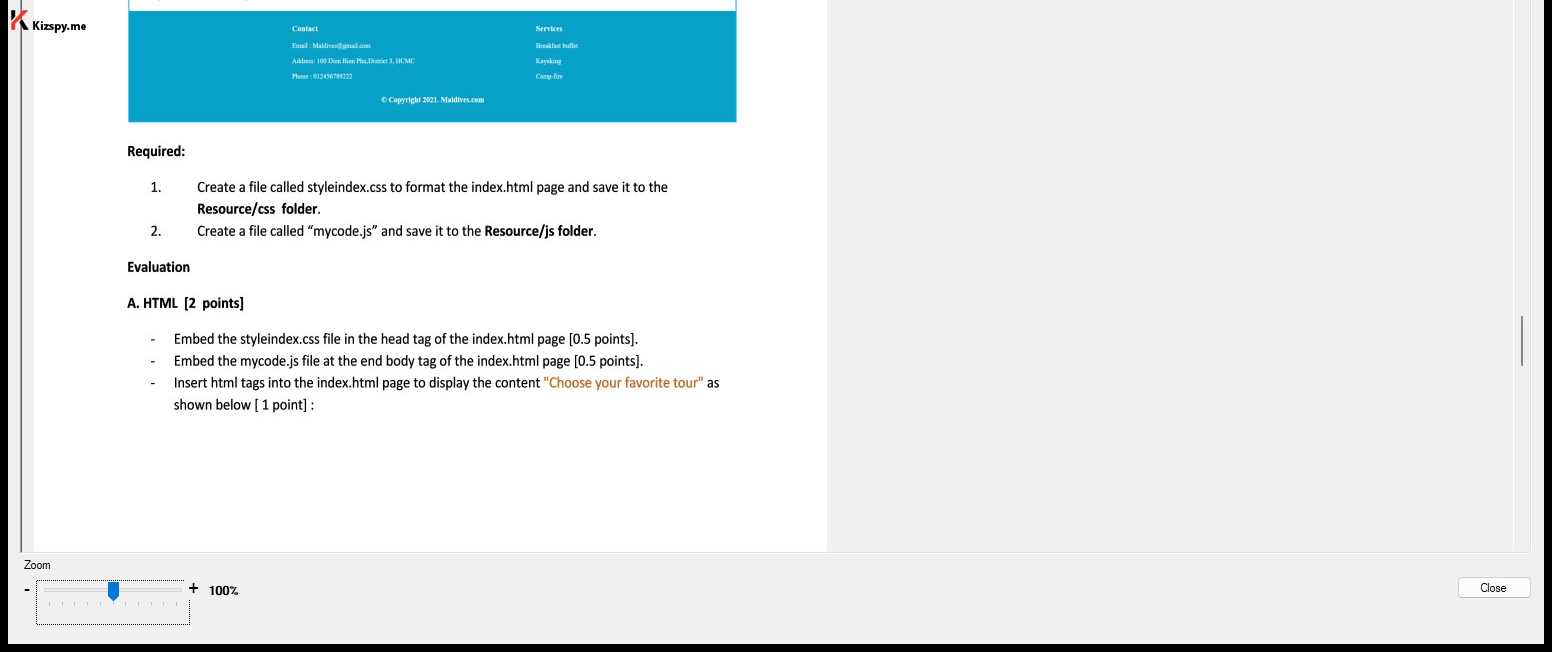 Kizspy.me
Contact Services
Email : Maldives@gmail.com Breakfast buffet
Address: 100 Dien Bien Phu,District 3, HCMC Kayaking
Phone : 012456789222 Camp-fire
© Copyright 2021. Maldives.com
Required:
1. Create a file called styleindex.css to format the index.html page and save it to the
Resource/css folder.
2. Create a file called “mycode.js” and save it to the Resource/js folder.
Evaluation
A. HTML [2 points]
- Embed the styleindex.css file in the head tag of the index.html page [0.5 points].
- Embed the mycode.js file at the end body tag of the index.html page [0.5 points].
- Insert html tags into the index.html page to display the content "Choose your favorite tour" as
shown below [ 1 point] :
Zoom
- + 100%
Close